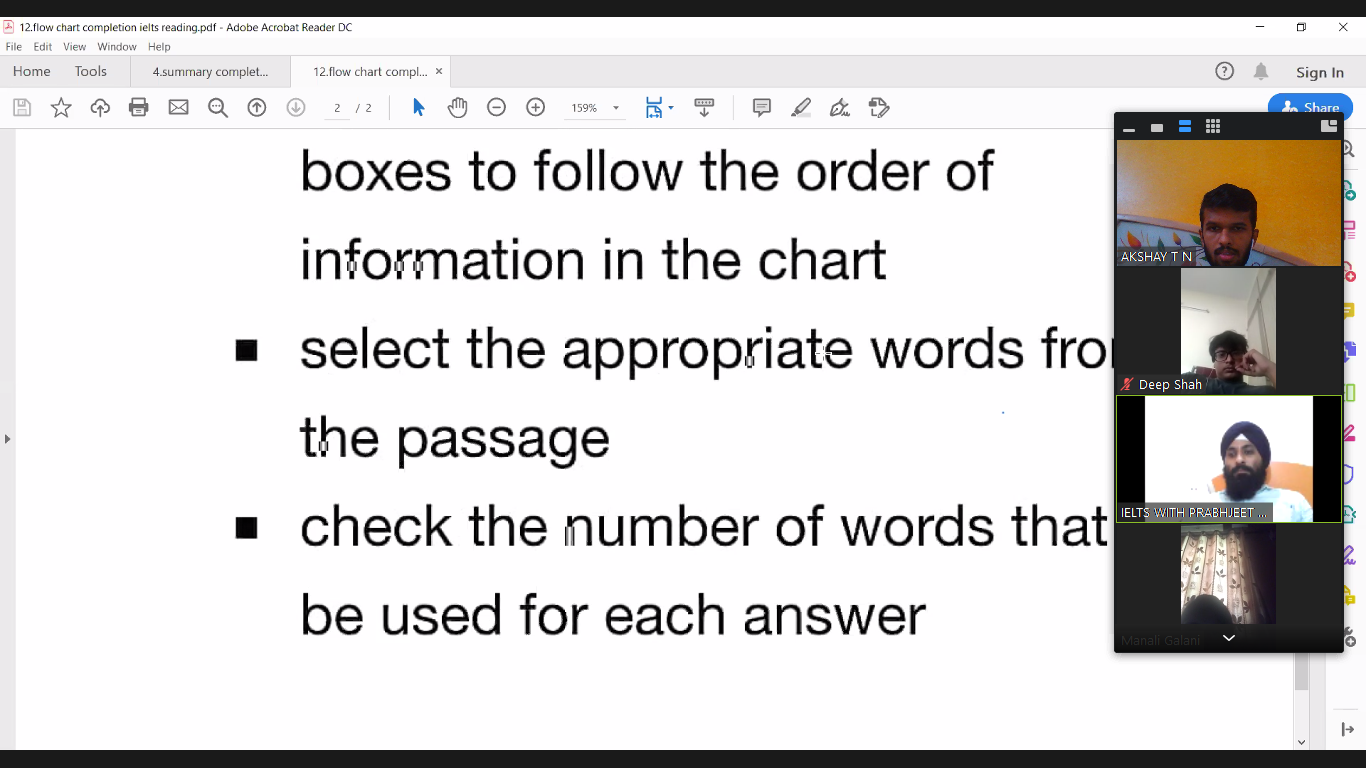 12.flow chart completion ielts reading.pdf - Adobe Acrobat Reader DC
File Edit View Window Help
Home Tools 4.summary complet... 12.flow chart compl... × Sign In
2 / 2 159% Share
boxes to follow the order of
information in the chart
AKSHAY T N
■ select the appropriate words
the passage
Deep Shah
■ check the number of words that
IELTS WITH PRABHJEET ...
be used for each answer
Manali Galani